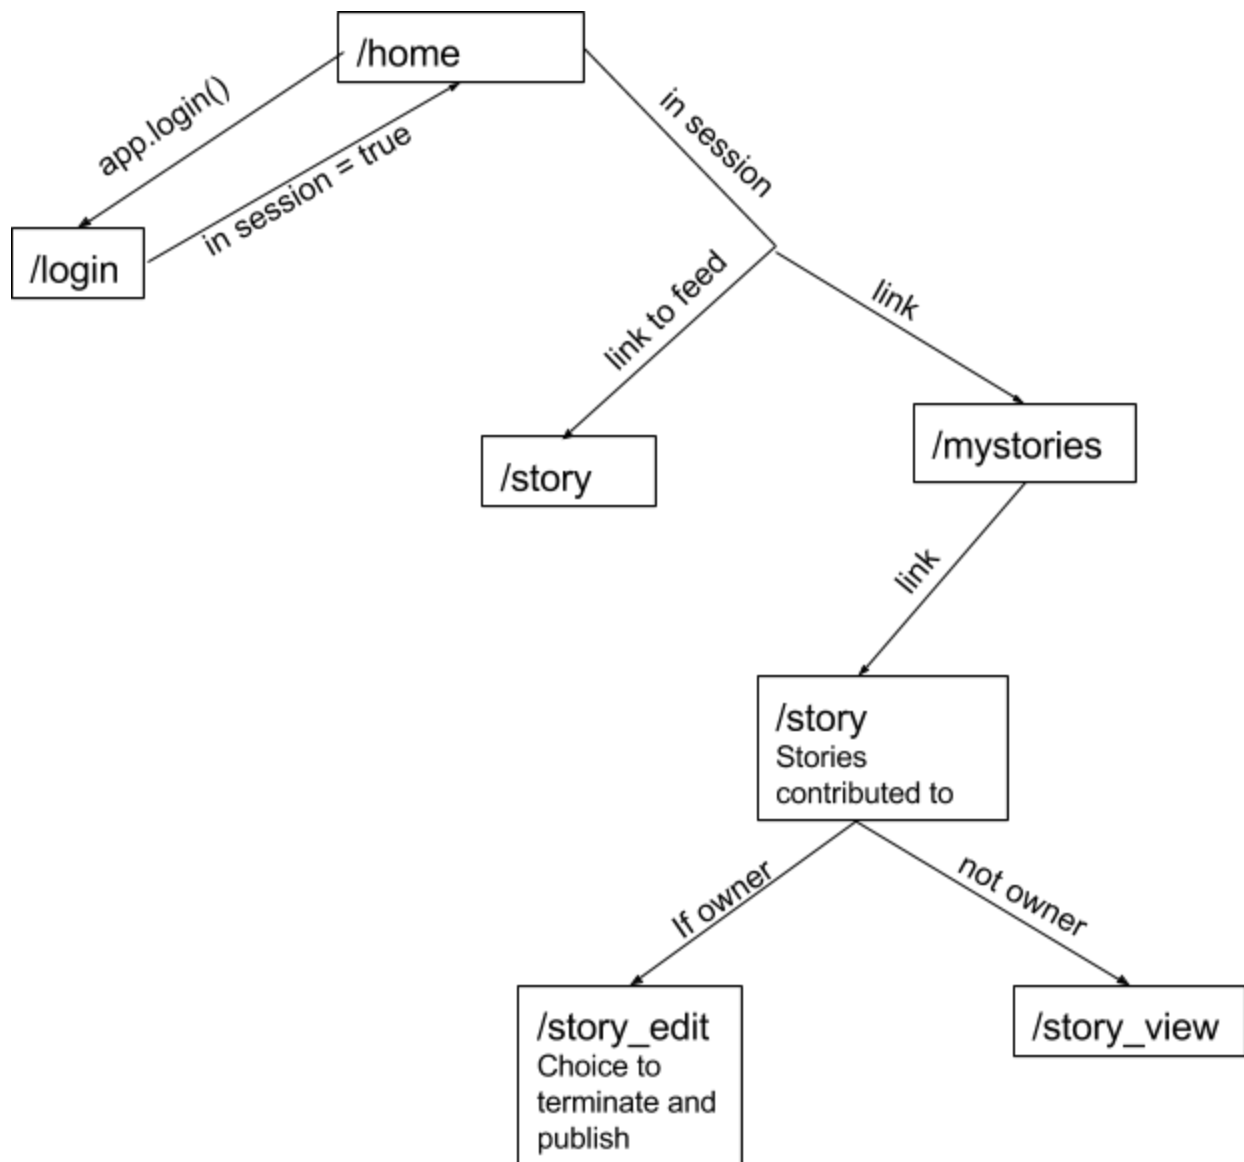 /home
app.login()
in session = true
in session
/login
link to feed
link
/story
/mystories
link
/story
Stories
contributed to
If owner
not owner
/story_edit
Choice to
terminate and
publish
/story_view